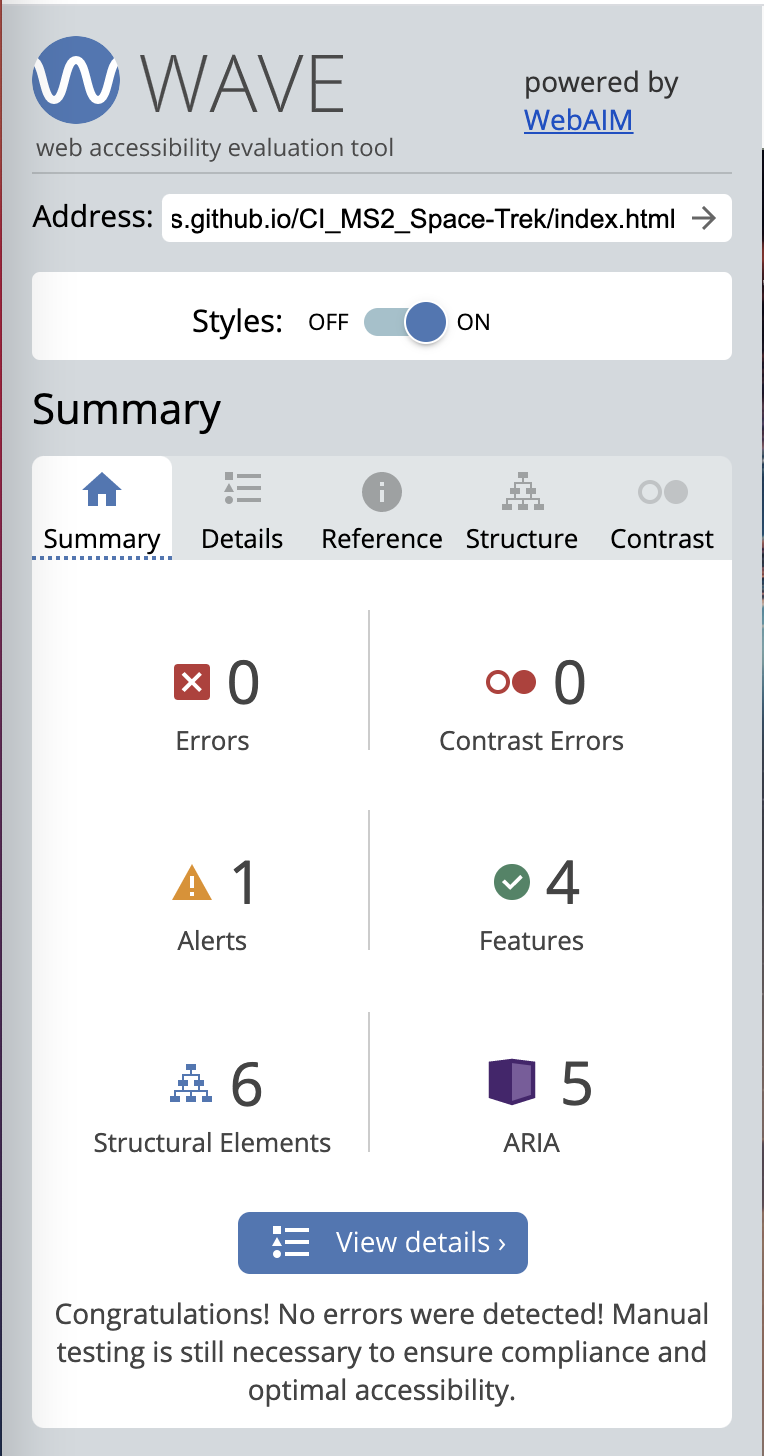 WAVE
powered by
WebAIM
web accessibility evaluation tool
Address: s.github.io/CI_MS2_Space-Trek/index.html
Styles: OFF ON
Summary
Summary Details Reference Structure Contrast
0 0
Errors Contrast Errors
1 4
Alerts Features
6 5
Structural Elements ARIA
View details ›
Congratulations! No errors were detected! Manual
testing is still necessary to ensure compliance and
optimal accessibility.